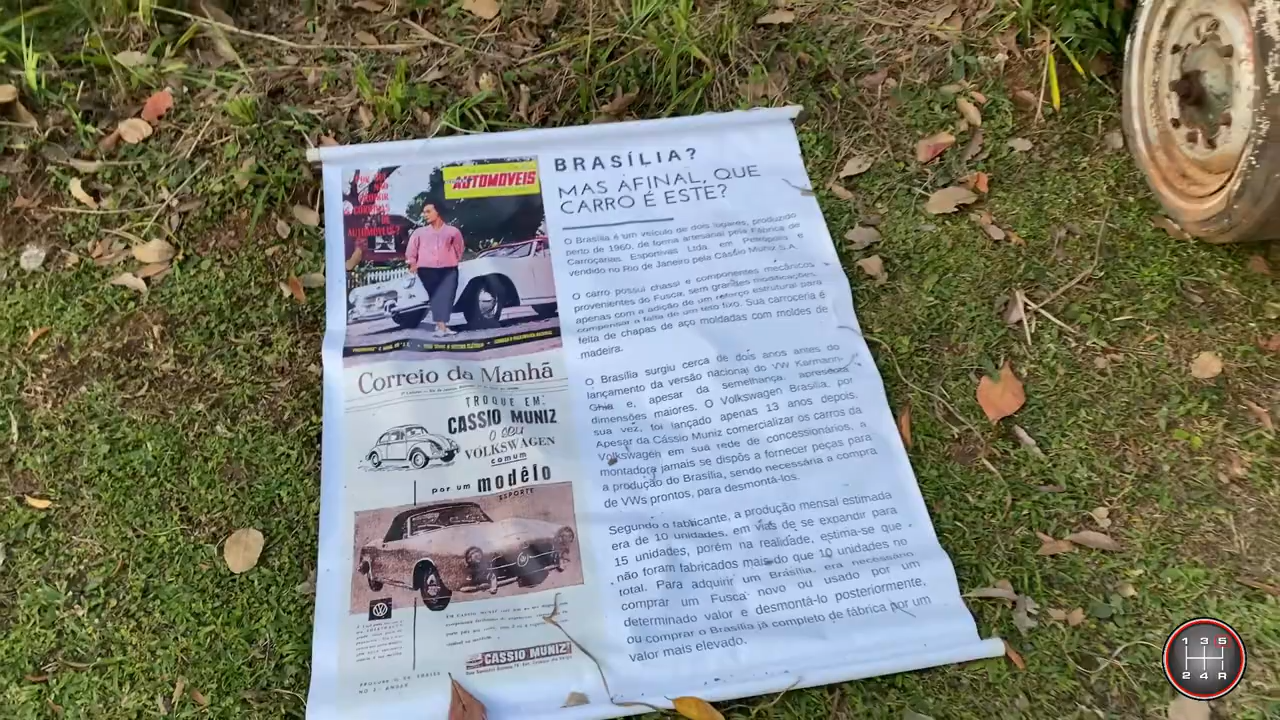 AUTOMOVEIS
Correio da Manhã
TROQUE EM:
CASSIO MUNIZ
o seu
VOLKSWAGEN
comum
por um modêlo
ESPORTE
CASSIO MUNIZ
BRASÍLIA?
MAS AFINAL, QUE
CARRO É ESTE?
O Brasília é um veículo de dois lugares, produzido
perto de 1960, de forma artesanal pela Fábrica de
Carroçarias Esportivas Ltda. em Petrópolis e
vendido no Rio de Janeiro pela Cássio Muniz S.A.
O carro possui chassi e componentes mecânicos
provenientes do Fusca, sem grandes modificações,
apenas com a adição de um reforço estrutural para
compensar a falta de um teto fixo. Sua carroceria é
feita de chapas de aço moldadas com moldes de
madeira.
O Brasília surgiu cerca de dois anos antes do
lançamento da versão nacional do VW Karmann-
Ghia e, apesar da semelhança, apresenta
dimensões maiores. O Volkswagen Brasília, por
sua vez, foi lançado apenas 13 anos depois.
Apesar da Cássio Muniz comercializar os carros da
Volkswagen em sua rede de concessionários, a
montadora jamais se dispôs a fornecer peças para
a produção do Brasília, sendo necessária a compra
de VWs prontos, para desmontá-los.
Segundo o fabricante, a produção mensal estimada
era de 10 unidades, em vias de se expandir para
15 unidades, porém na realidade, estima-se que
não foram fabricados mais do que 10 unidades no
total. Para adquirir um Brasília, era necessário
comprar um Fusca novo ou usado por um
determinado valor e desmontá-lo posteriormente,
ou comprar o Brasília já completo de fábrica por um
valor mais elevado.
1 3 5
2 4 R